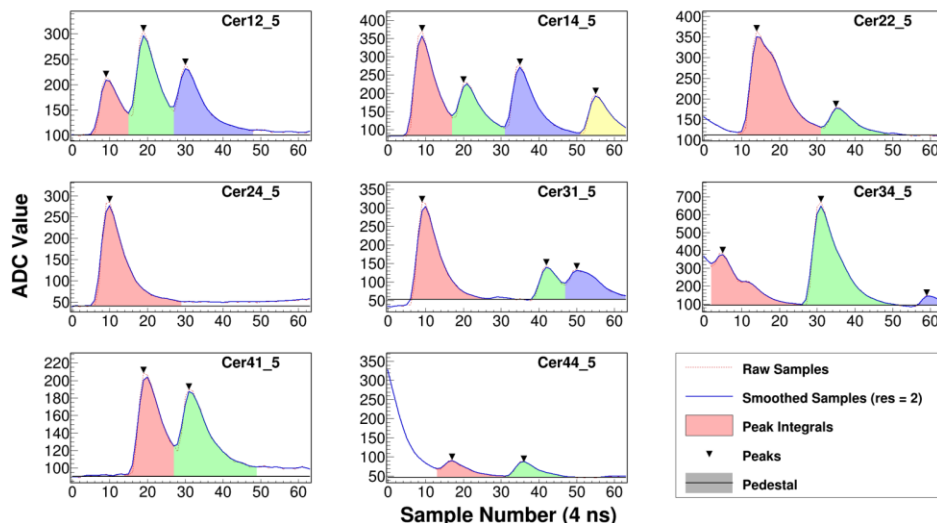 Cer12_5
300
250
200
150
100
0 10 20 30 40 50 60
Cer14_5
400
350
300
250
200
150
100
0 10 20 30 40 50 60
Cer22_5
400
350
300
250
200
150
100
0 10 20 30 40 50 60
ADC Value
Cer24_5
300
250
200
150
100
50
0 10 20 30 40 50 60
Cer31_5
350
300
250
200
150
100
50
0 10 20 30 40 50 60
Cer34_5
700
600
500
400
300
200
100
0 10 20 30 40 50 60
Cer41_5
220
200
180
160
140
120
100
0 10 20 30 40 50 60
Cer44_5
350
300
250
200
150
100
50
0 10 20 30 40 50 60
Raw Samples
Smoothed Samples (res = 2)
Peak Integrals
Peaks
Pedestal
Sample Number (4 ns)